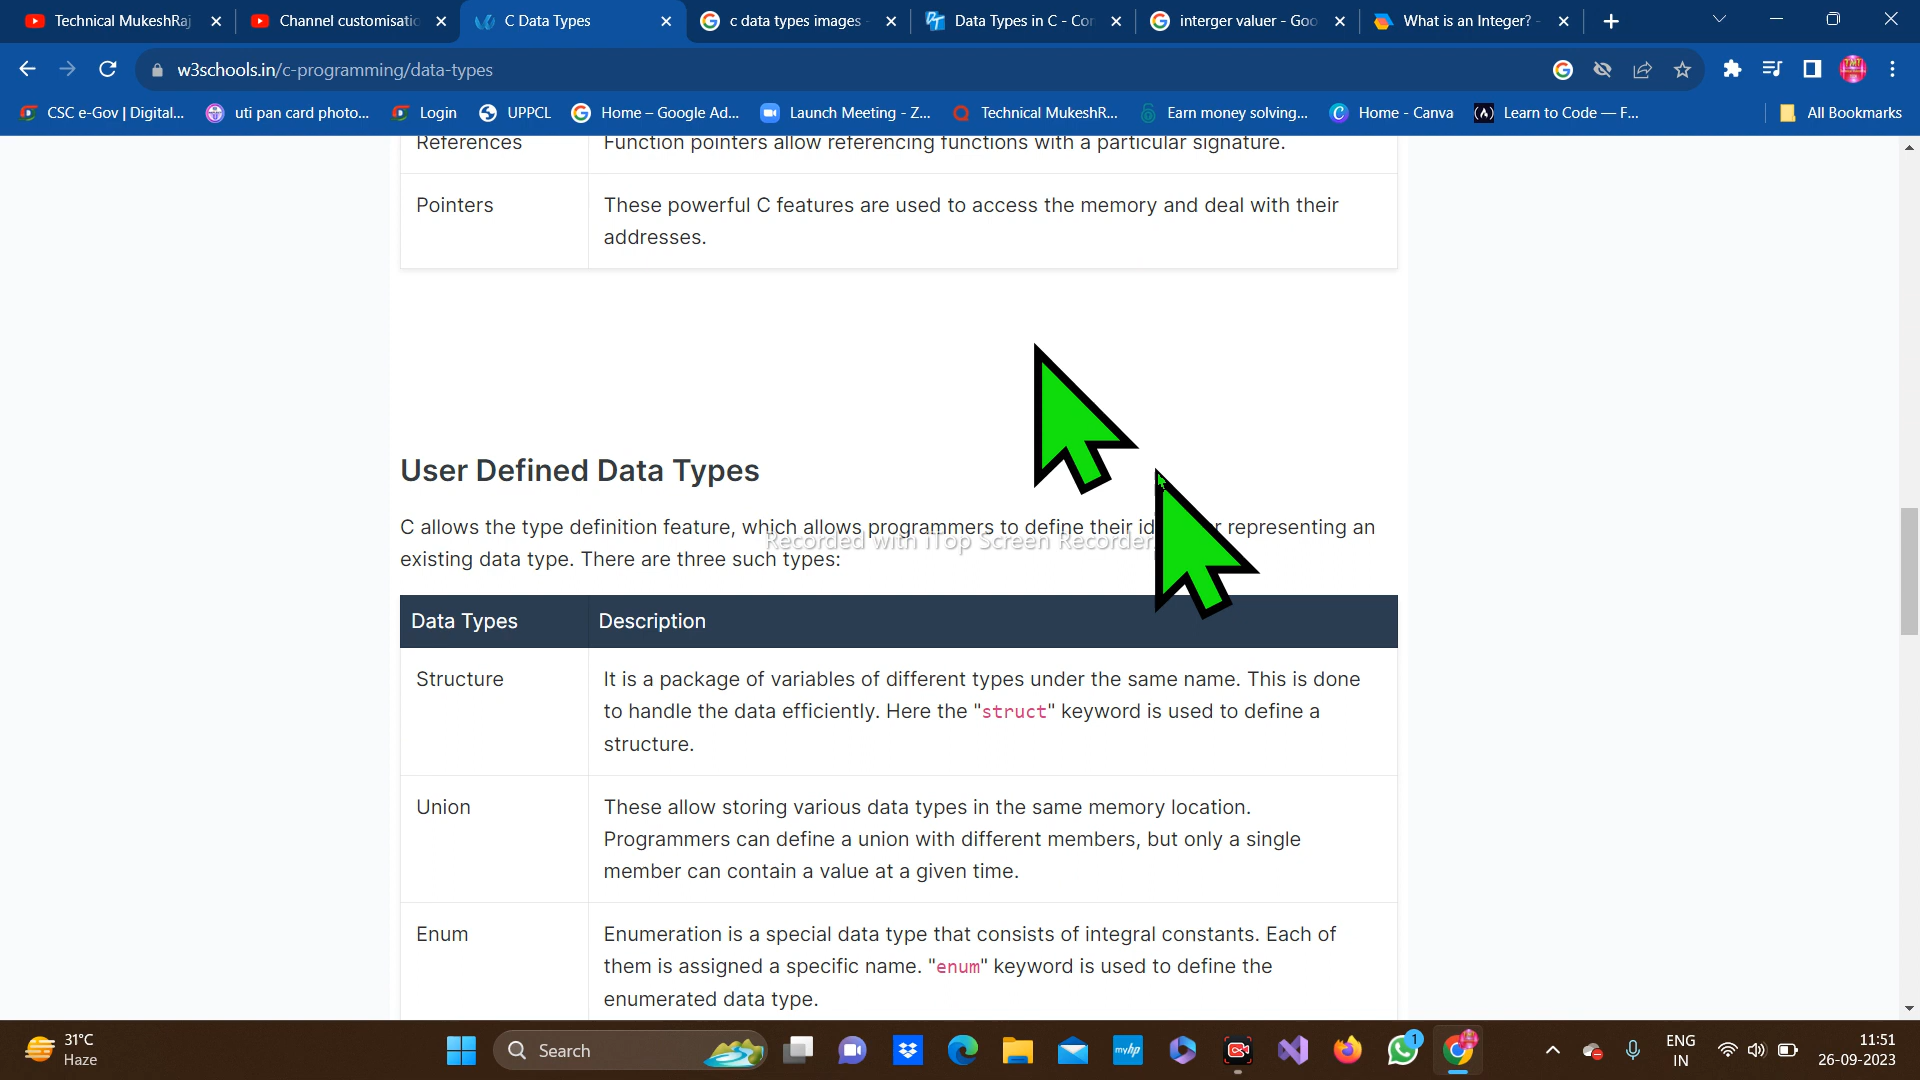 Technical MukeshRaj
Channel customisatio
C Data Types
c data types images -
Data Types in C - Con
interger valuer - Goo
What is an Integer? -
w3schools.in/c-programming/data-types
CSC e-Gov | Digital...
uti pan card photo...
Login
UPPCL
Home – Google Ad...
Launch Meeting - Z...
Technical MukeshR...
Earn money solving...
Home - Canva
Learn to Code — F...
All Bookmarks
References
Function pointers allow referencing functions with a particular signature.
Pointers
These powerful C features are used to access the memory and deal with their
addresses.
User Defined Data Types
C allows the type definition feature, which allows programmers to define their representing an
existing data type. There are three such types:
Recorded with iTop Screen Recorder
Data Types
Description
Structure
It is a package of variables of different types under the same name. This is done
to handle the data efficiently. Here the "struct" keyword is used to define a
structure.
Union
These allow storing various data types in the same memory location.
Programmers can define a union with different members, but only a single
member can contain a value at a given time.
Enum
Enumeration is a special data type that consists of integral constants. Each of
them is assigned a specific name. "enum" keyword is used to define the
enumerated data type.
31°C
Haze
Search
myhp
1
ENG
IN
11:51
26-09-2023